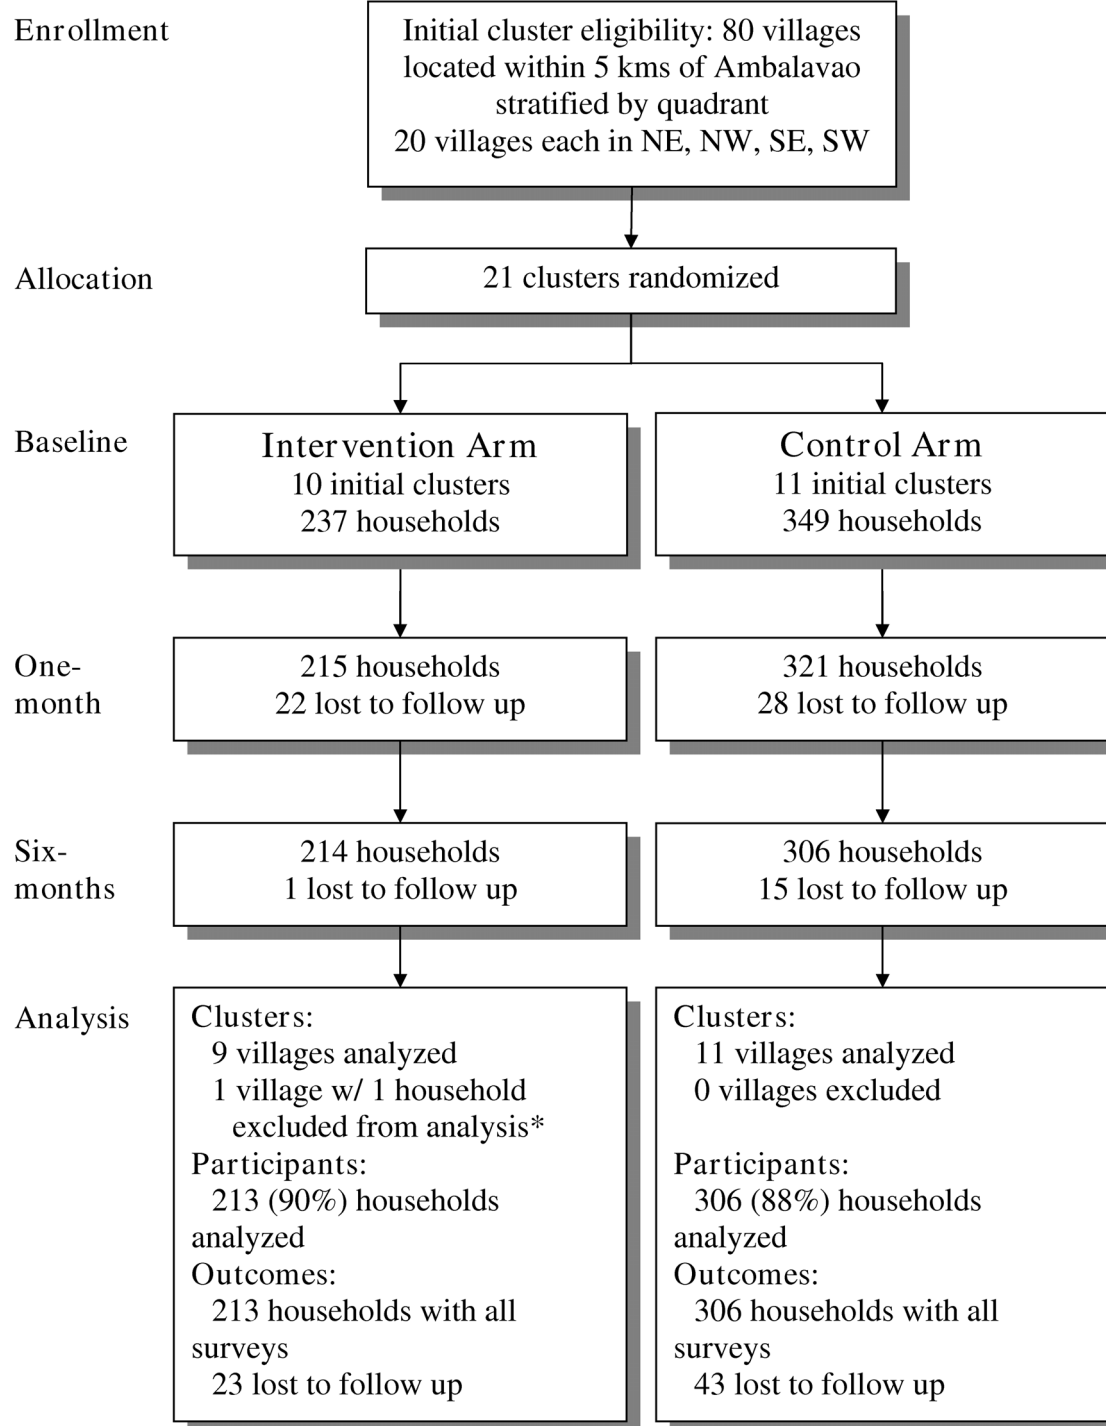 Enrollment
Initial cluster eligibility: 80 villages
located within 5 kms of Ambalavao
stratified by quadrant
20 villages each in NE, NW, SE, SW
Allocation
21 clusters randomized
Baseline
Intervention Arm
10 initial clusters
237 households
Control Arm
11 initial clusters
349 households
One-
month
215 households
22 lost to follow up
321 households
28 lost to follow up
Six-
months
214 households
1 lost to follow up
306 households
15 lost to follow up
Analysis
Clusters:
9 villages analyzed
1 village w/ 1 household
excluded from analysis*
Participants:
213 (90%) households
analyzed
Outcomes:
213 households with all
surveys
23 lost to follow up
Clusters:
11 villages analyzed
0 villages excluded
Participants:
306 (88%) households
analyzed
Outcomes:
306 households with all
surveys
43 lost to follow up